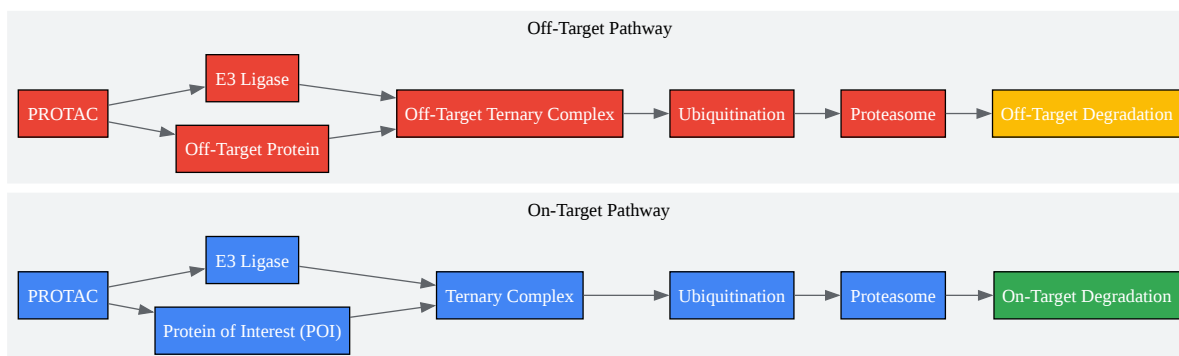 Off-Target Pathway
E3 Ligase
PROTAC
Off-Target Ternary Complex
Ubiquitination
Proteasome
Off-Target Degradation
Off-Target Protein
On-Target Pathway
E3 Ligase
PROTAC
Ternary Complex
Ubiquitination
Proteasome
On-Target Degradation
Protein of Interest (POI)